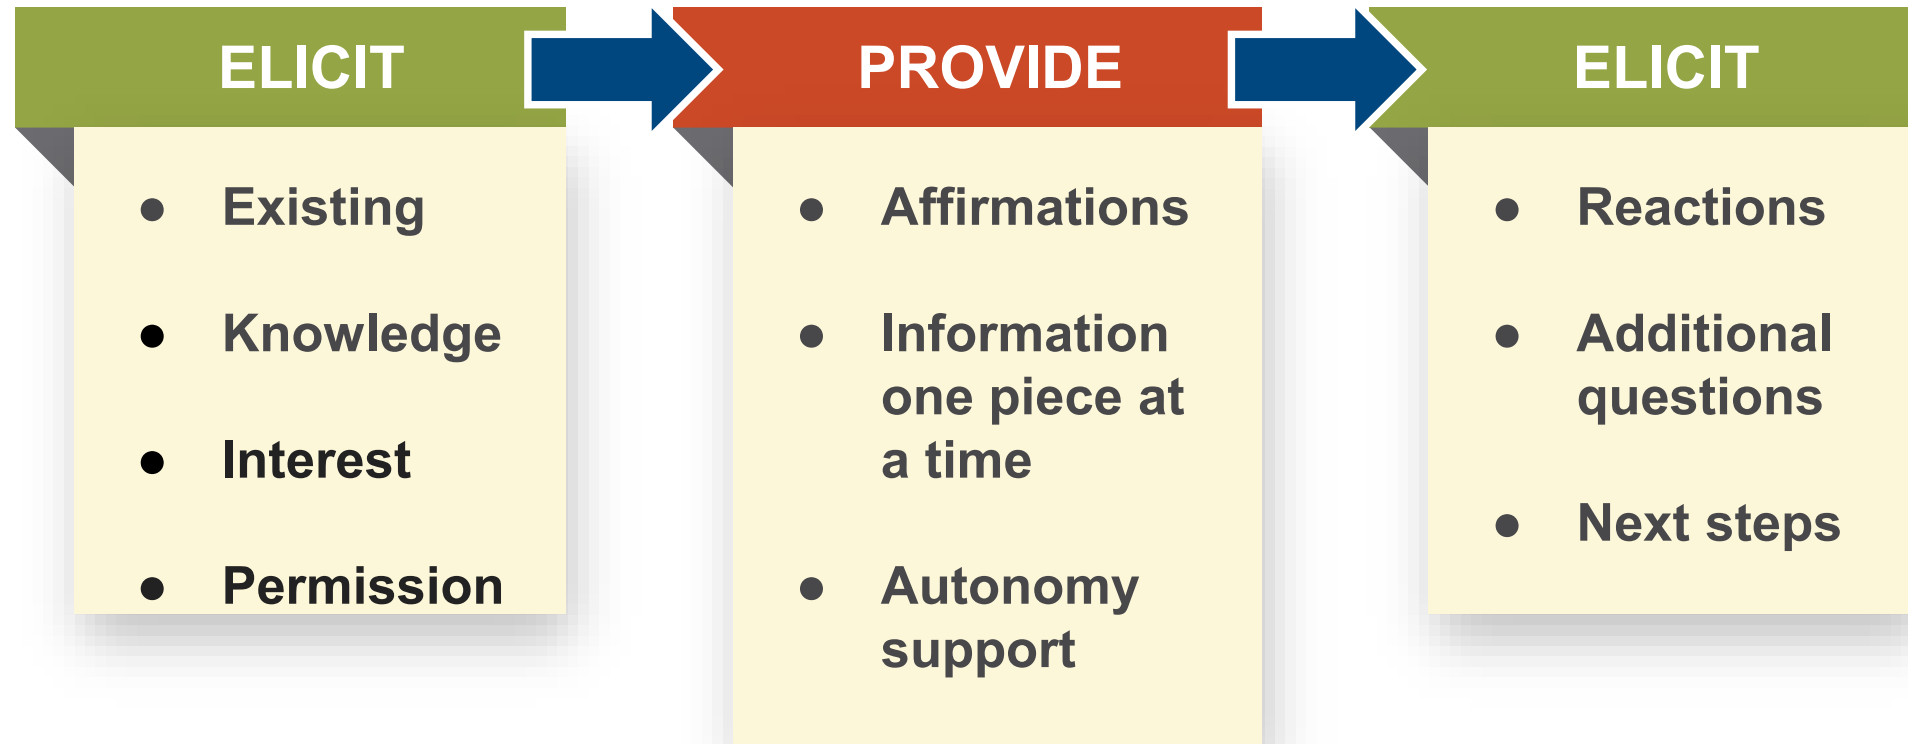 ELICIT
● Existing
● Knowledge
● Interest
● Permission
PROVIDE
● Affirmations
● Information
one piece at
a time
● Autonomy
support
ELICIT
● Reactions
● Additional
questions
● Next steps